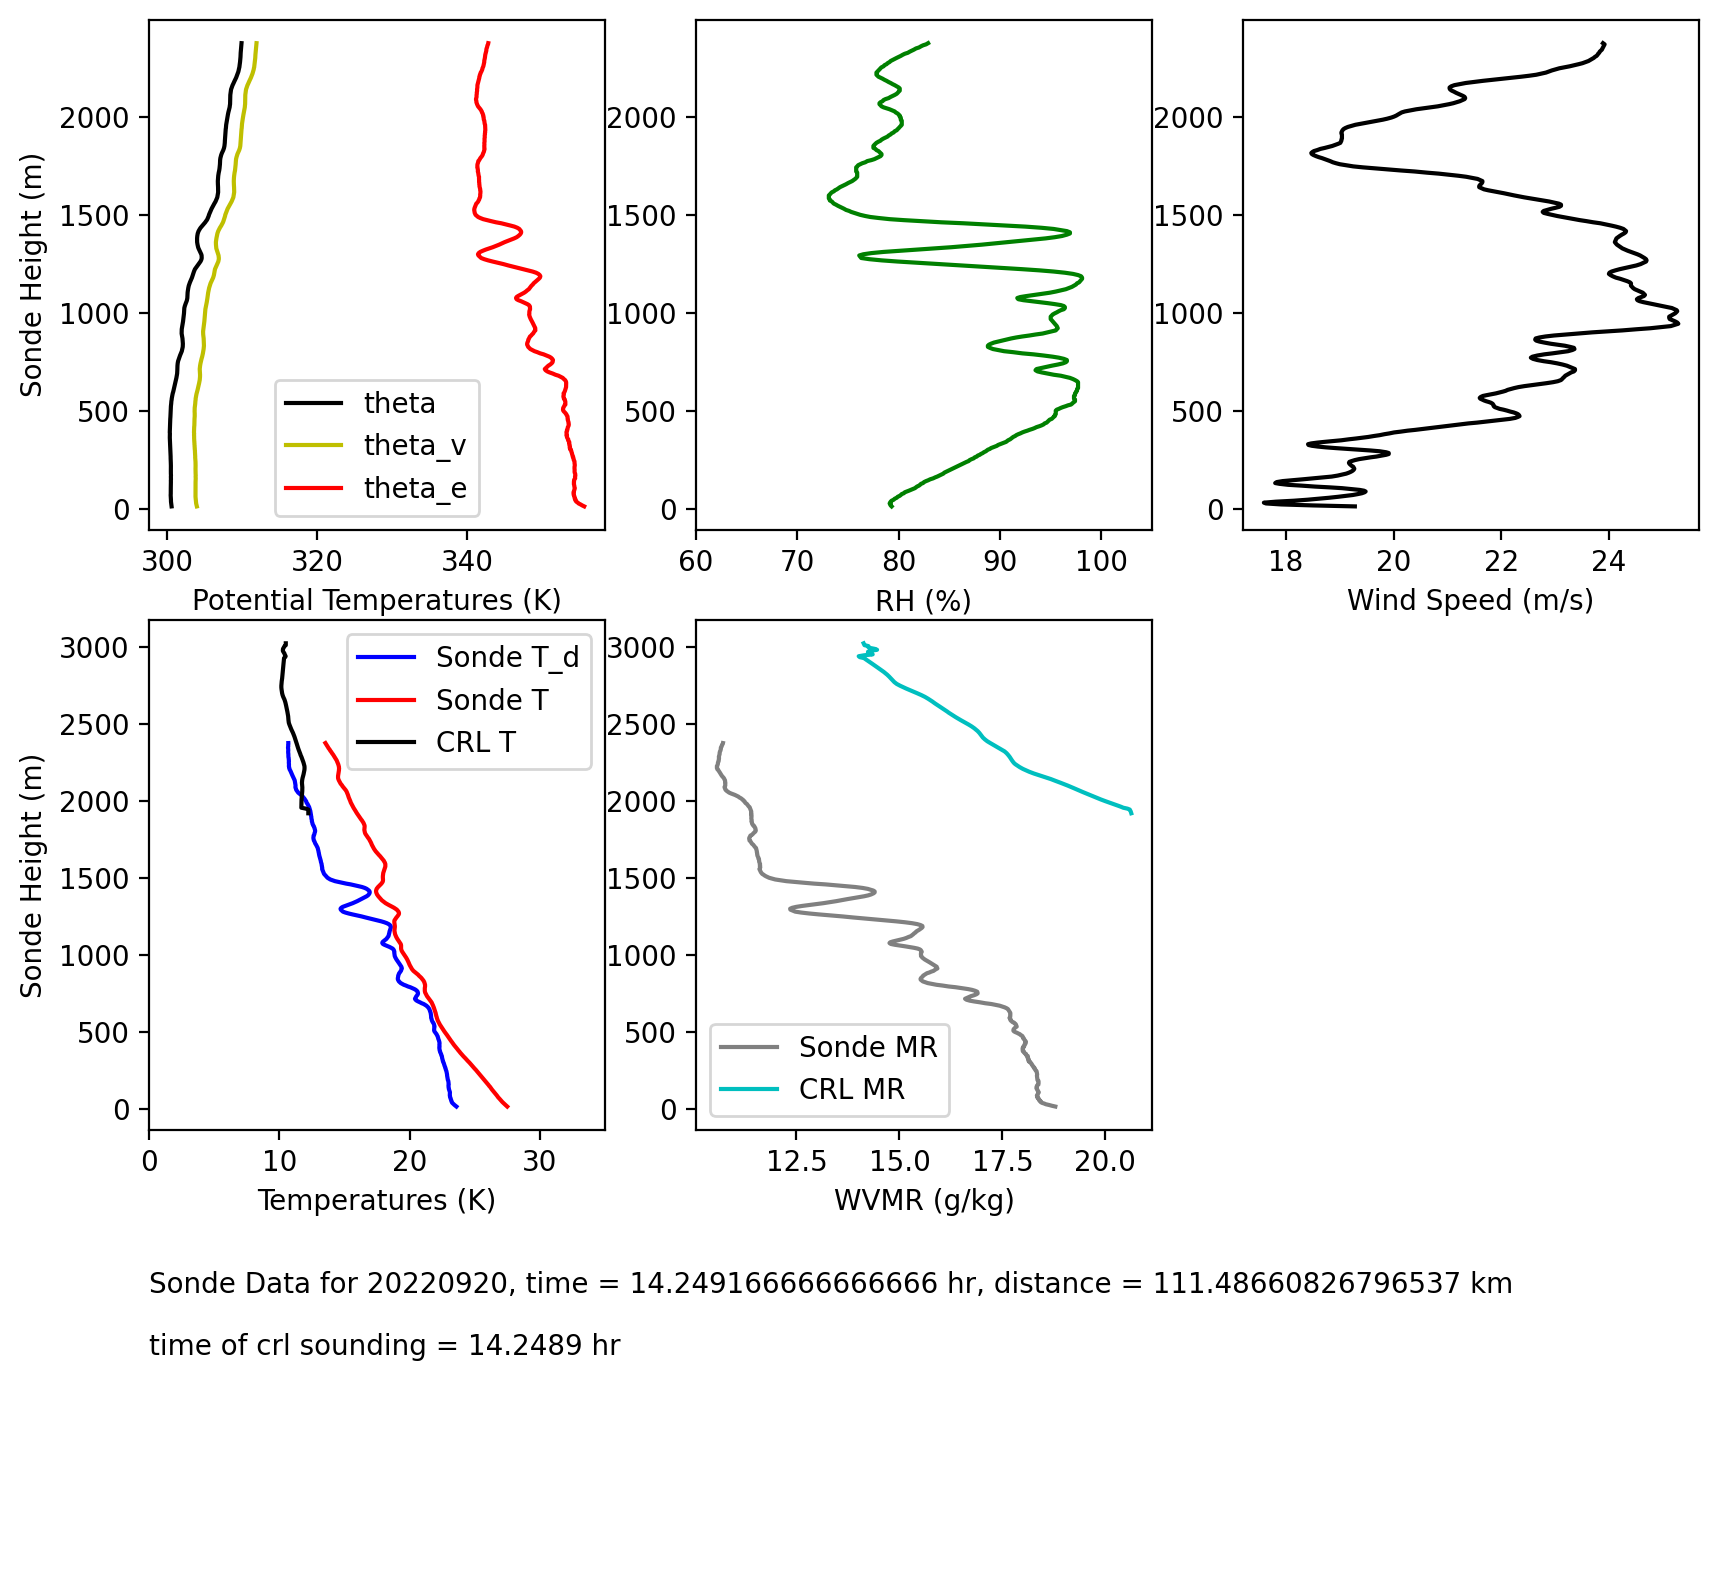 2000
1500
1000
500
0
Sonde Height (m)
300 320 340
Potential Temperatures (K)
theta
theta_v
theta_e
2000
1500
1000
500
0
60 70 80 90 100
RH (%)
2000
1500
1000
500
0
18 20 22 24
Wind Speed (m/s)
3000
2500
2000
1500
1000
500
0
Sonde Height (m)
0 10 20 30
Temperatures (K)
Sonde T_d
Sonde T
CRL T
3000
2500
2000
1500
1000
500
0
12.5 15.0 17.5 20.0
WVMR (g/kg)
Sonde MR
CRL MR
Sonde Data for 20220920, time = 14.249166666666666 hr, distance = 111.48660826796537 km
time of crl sounding = 14.2489 hr